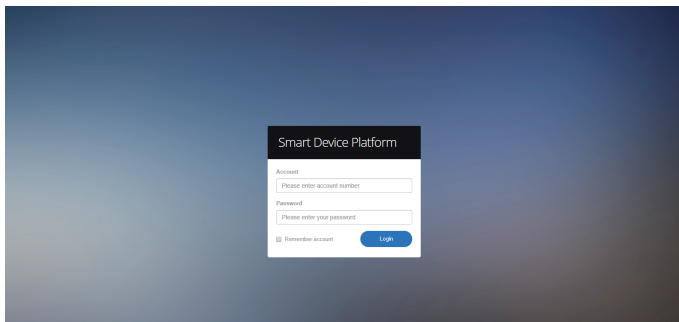 Smart Device Platform
Account
Please enter account number
Password
Please enter your password
Remember account
Login